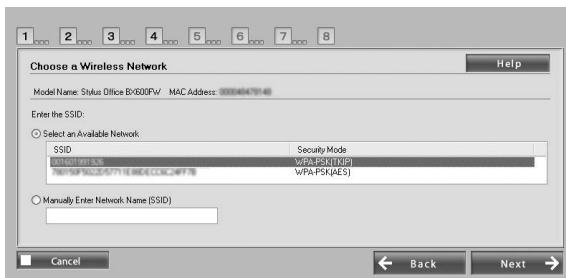 1 2 3 4 5 6 7 8
Choose a Wireless Network
Help
Model Name: Stylus Office BX600FW MAC Address:
Enter the SSID:
Select an Available Network
SSID Security Mode
WPA-PSK(TKIP)
WPA-PSK(AES)
Manually Enter Network Name (SSID)
Cancel
Back
Next